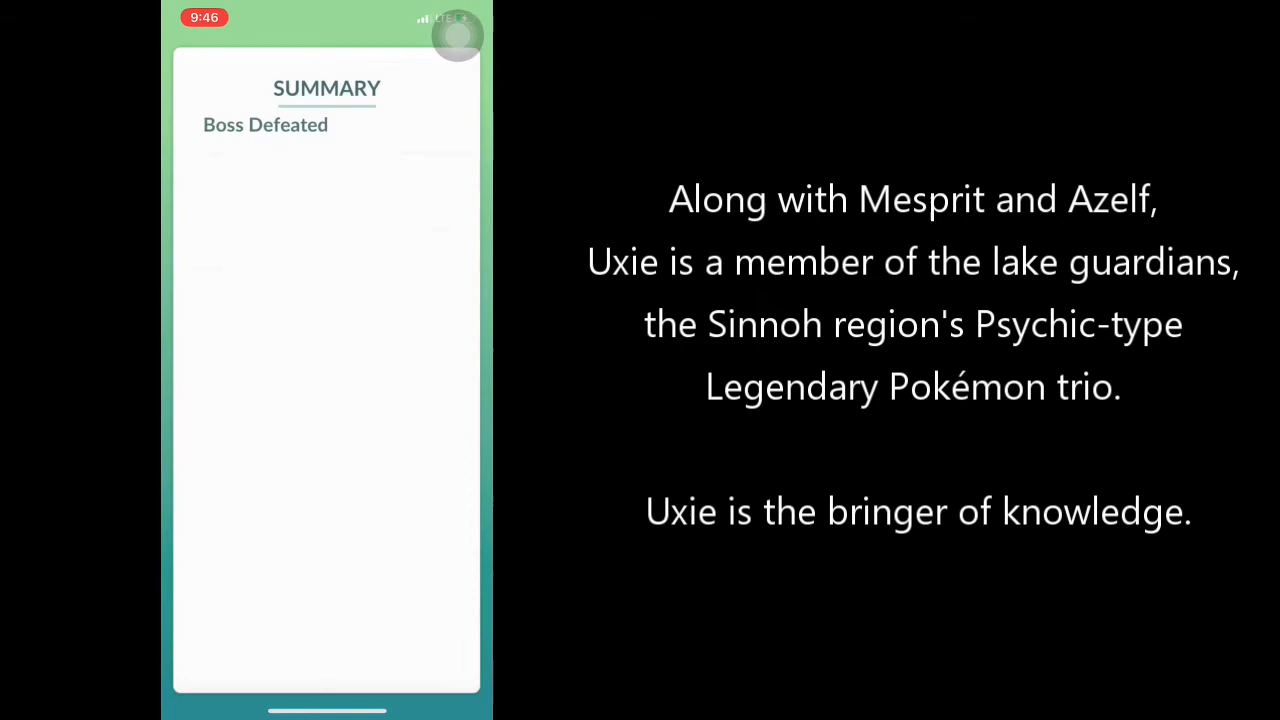 9:46
LTE
SUMMARY
Boss Defeated
Along with Mesprit and Azelf,
Uxie is a member of the lake guardians,
the Sinnoh region's Psychic-type
Legendary Pokémon trio.
Uxie is the bringer of knowledge.